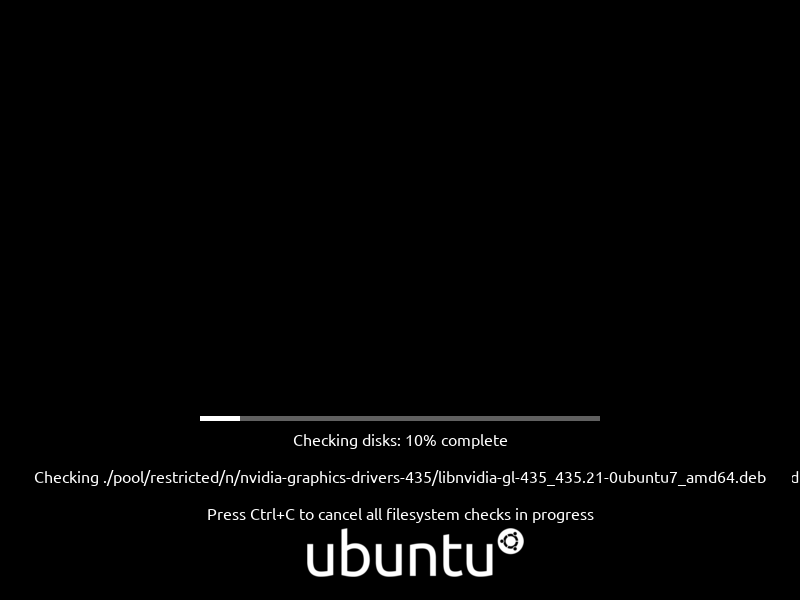 Checking disks: 10% complete
Checking ./pool/restricted/n/nvidia-graphics-drivers-435/libnvidia-gl-435_435.21-0ubuntu7_amd64.deb d
Press Ctrl+C to cancel all filesystem checks in progress
ubuntu